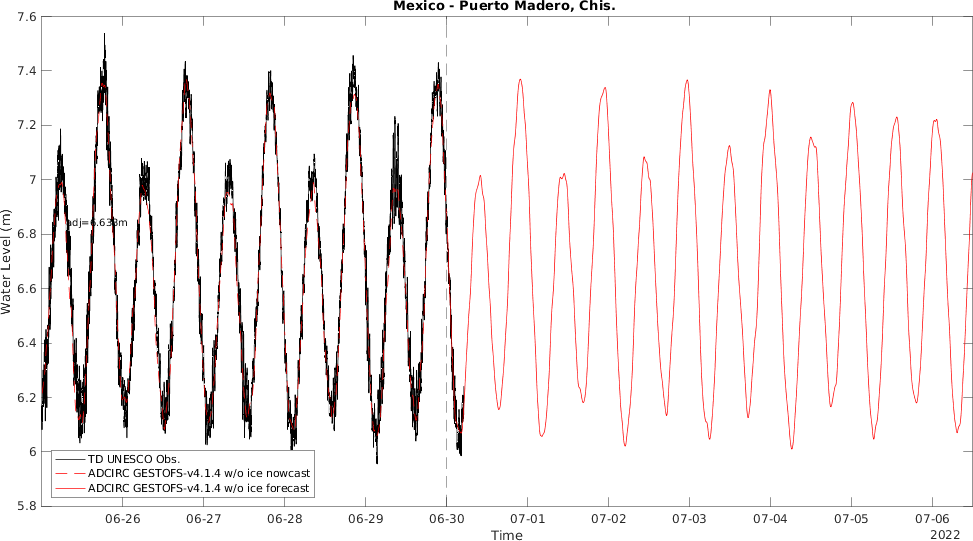 Mexico - Puerto Madero, Chis.
7.6
7.4
7.2
7
6.8
6.6
6.4
6.2
6
5.8
Water Level (m)
adj=6.633m
TD UNESCO Obs.
ADCIRC GESTOFS-v4.1.4 w/o ice nowcast
ADCIRC GESTOFS-v4.1.4 w/o ice forecast
06-26 06-27 06-28 06-29 06-30 07-01 07-02 07-03 07-04 07-05 07-06
Time
2022